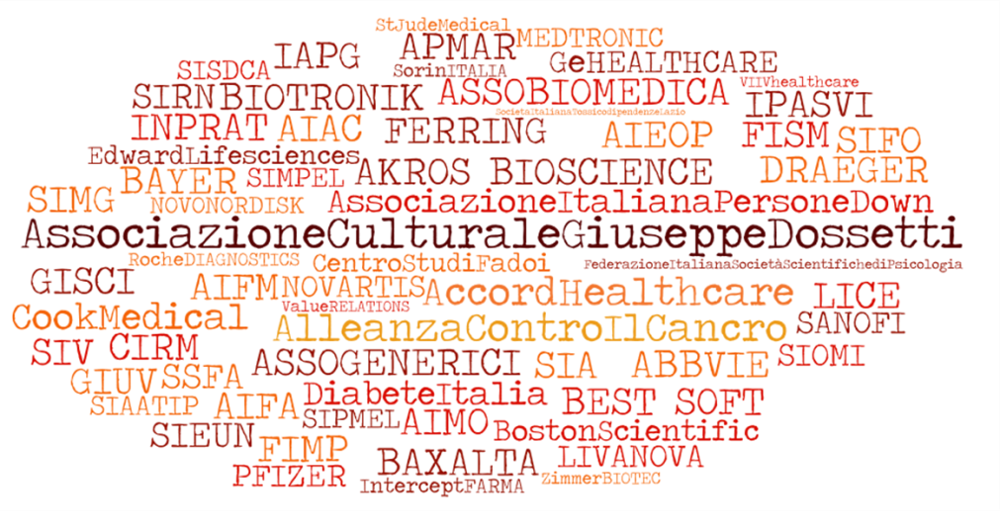 StJudeMedical
IAPG APMAR MEDTRONIC
SISDCA SorinITALIA GeHEALTHCARE
SIRN BIOTRONIK ASSOBIOMEDICA VIIVhealthcare
SocietàItalianaTossicodipendenzeLazio IPASVI
INPRAT AIAC FERRING AIEOP FISM SIFO
EdwardLifesciences
BAYER SIMPEL AKROS BIOSCIENCE DRAEGER
SIMG NOVONORDISK AssociazioneItalianaPersoneDown
AssociazioneCulturaleGiuseppeDossetti
RocheDIAGNOSTICS CentroStudiFadoi FederazioneItalianaSocietàScientifichediPsicologia
GISCI AIFM NOVARTIS AccordHealthcare LICE
ValueRELATIONS
CookMedical AlleanzaControIlCancro SANOFI
SIV CIRM ASSOGENERICI SIA ABBVIE SIOMI
GIUV SSFA
SIAATIP AIFA DiabeteItalia BEST SOFT
SIEUN SIPMEL AIMO BostonScientific
FIMP BAXALTA LIVANOVA
PFIZER InterceptFARMA ZimmerBIOTEC